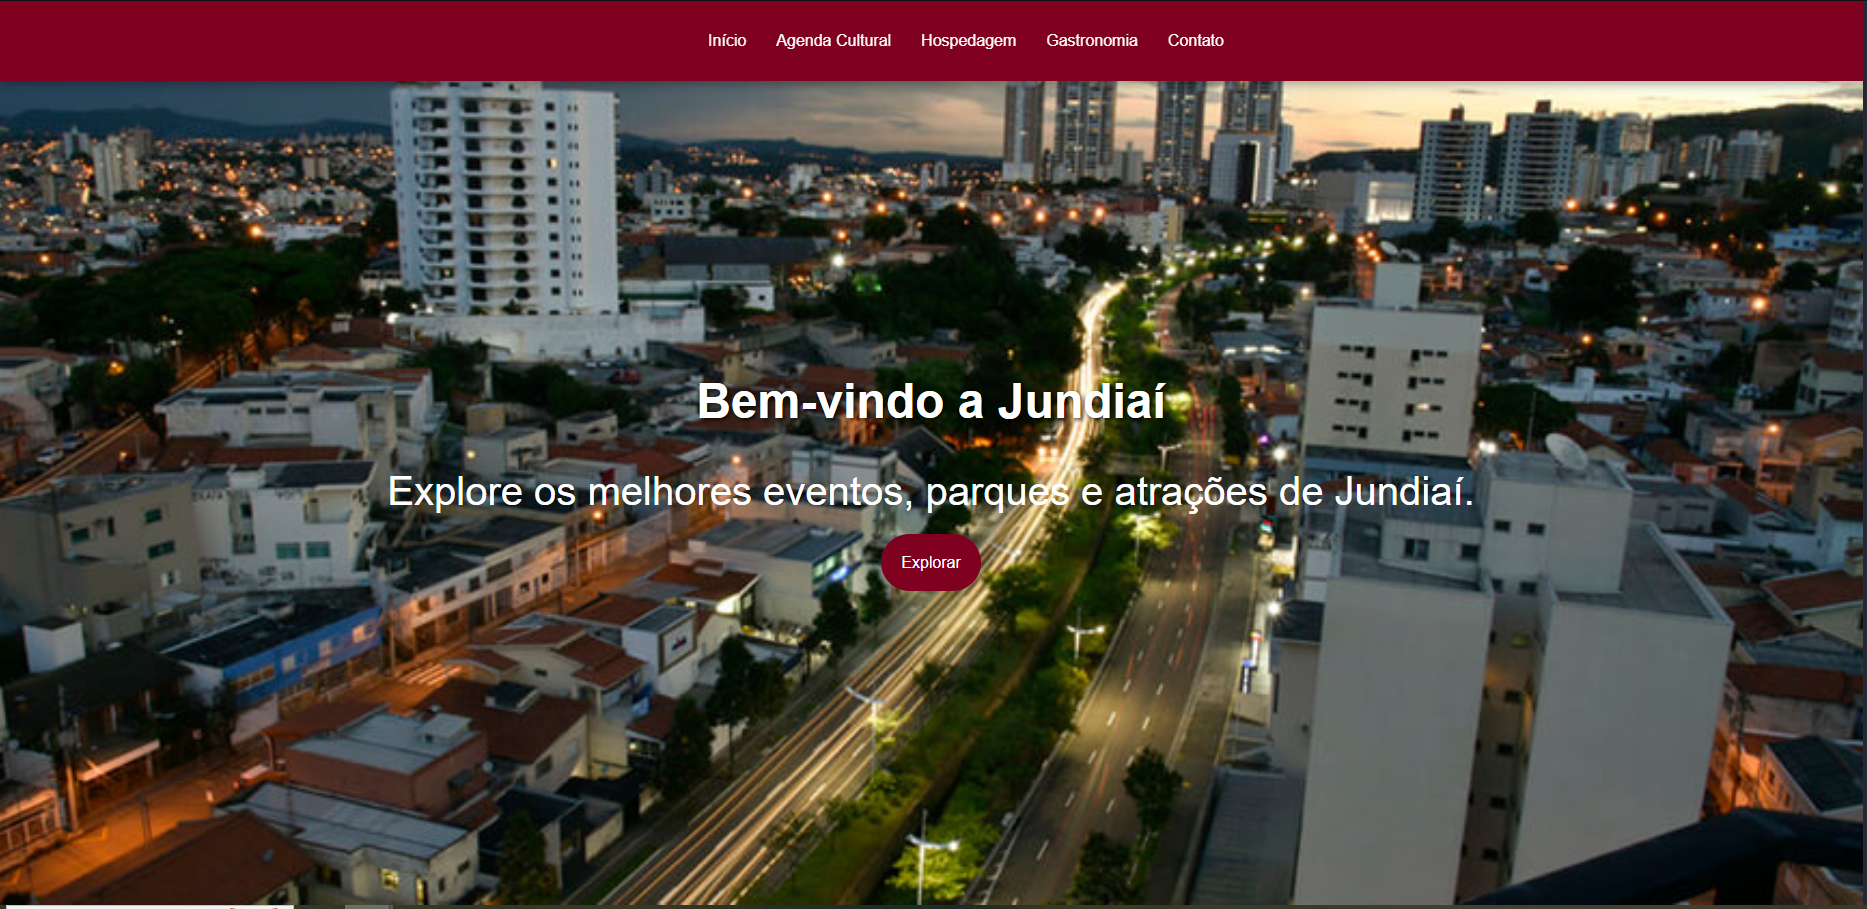 Início Agenda Cultural Hospedagem Gastronomia Contato
Bem-vindo a Jundiaí
Explore os melhores eventos, parques e atrações de Jundiaí.
Explorar